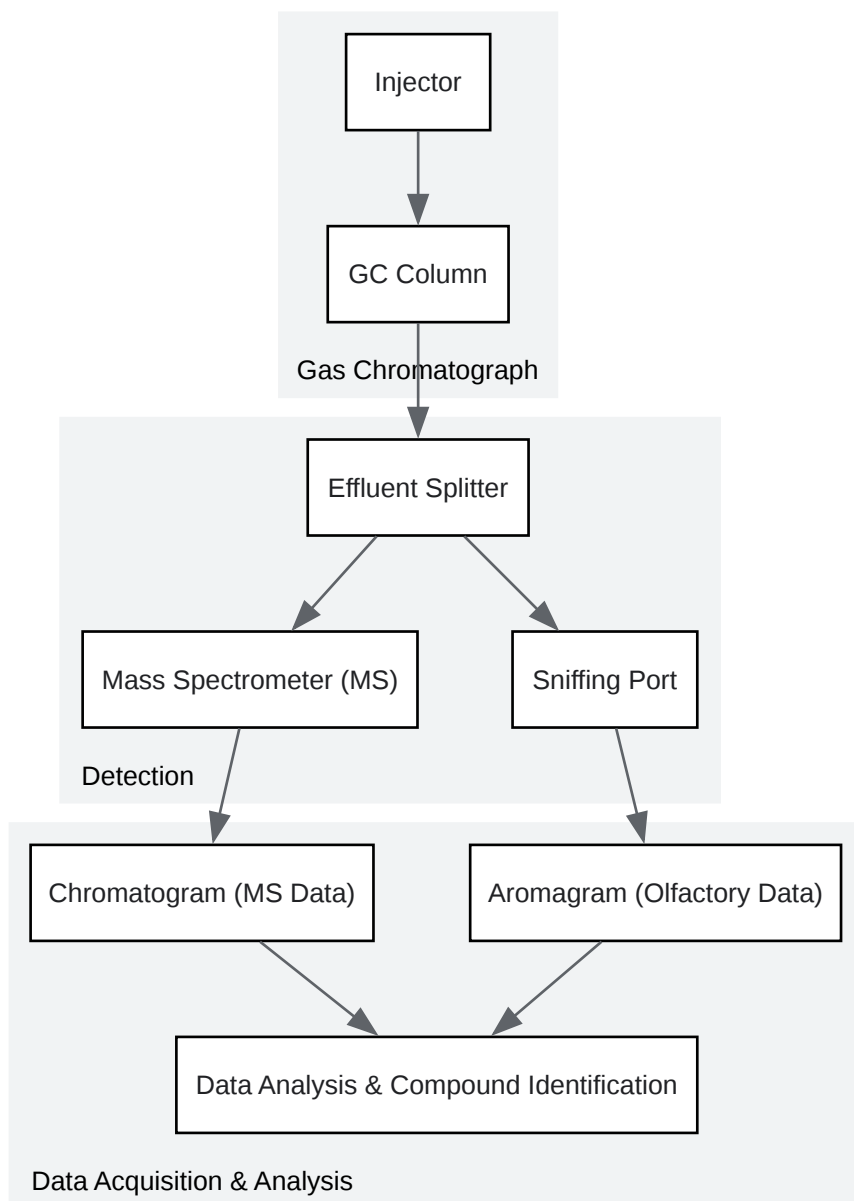 Injector
GC Column
Gas Chromatograph
Effluent Splitter
Mass Spectrometer (MS)
Sniffing Port
Detection
Chromatogram (MS Data)
Aromagram (Olfactory Data)
Data Analysis & Compound Identification
Data Acquisition & Analysis